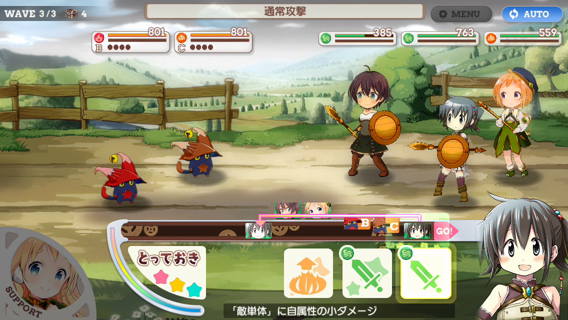 WAVE 3/3 4
通常攻撃
MENU
AUTO
801
B
801
C
385
763
559
B
C
GO!
とっておき
SUPPORT
「敵単体」に自属性の小ダメージ